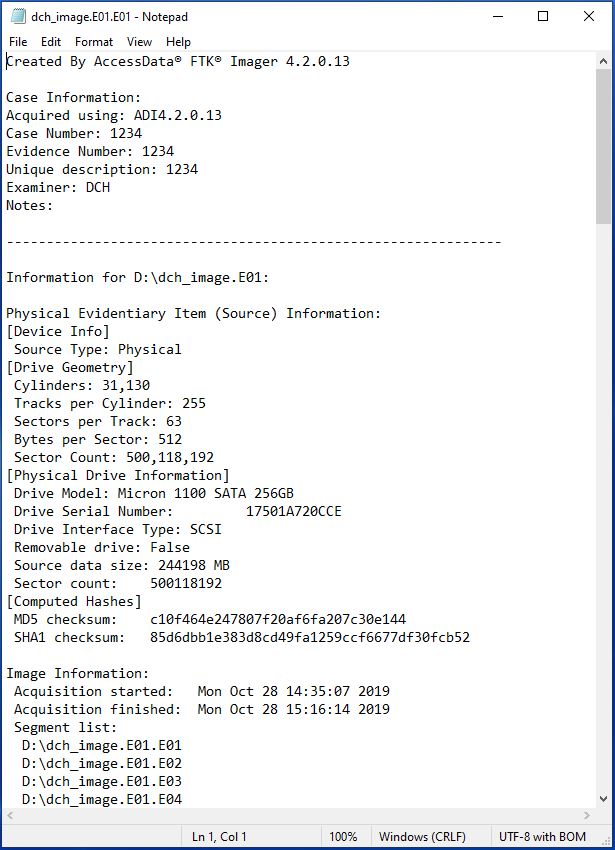 dch_image.E01.E01 - Notepad
File Edit Format View Help
Created By AccessData® FTK® Imager 4.2.0.13
Case Information:
Acquired using: ADI4.2.0.13
Case Number: 1234
Evidence Number: 1234
Unique description: 1234
Examiner: DCH
Notes:
--------------------------------------------------------------
Information for D:\dch_image.E01:
Physical Evidentiary Item (Source) Information:
[Device Info]
Source Type: Physical
[Drive Geometry]
Cylinders: 31,130
Tracks per Cylinder: 255
Sectors per Track: 63
Bytes per Sector: 512
Sector Count: 500,118,192
[Physical Drive Information]
Drive Model: Micron 1100 SATA 256GB
Drive Serial Number: 17501A720CCE
Drive Interface Type: SCSI
Removable drive: False
Source data size: 244198 MB
Sector count: 500118192
[Computed Hashes]
MD5 checksum: c10f464e247807f20af6fa207c30e144
SHA1 checksum: 85d6dbb1e383d8cd49fa1259ccf6677df30fcb52
Image Information:
Acquisition started: Mon Oct 28 14:35:07 2019
Acquisition finished: Mon Oct 28 15:16:14 2019
Segment list:
D:\dch_image.E01.E01
D:\dch_image.E01.E02
D:\dch_image.E01.E03
D:\dch_image.E01.E04
Ln 1, Col 1 100% Windows (CRLF) UTF-8 with BOM